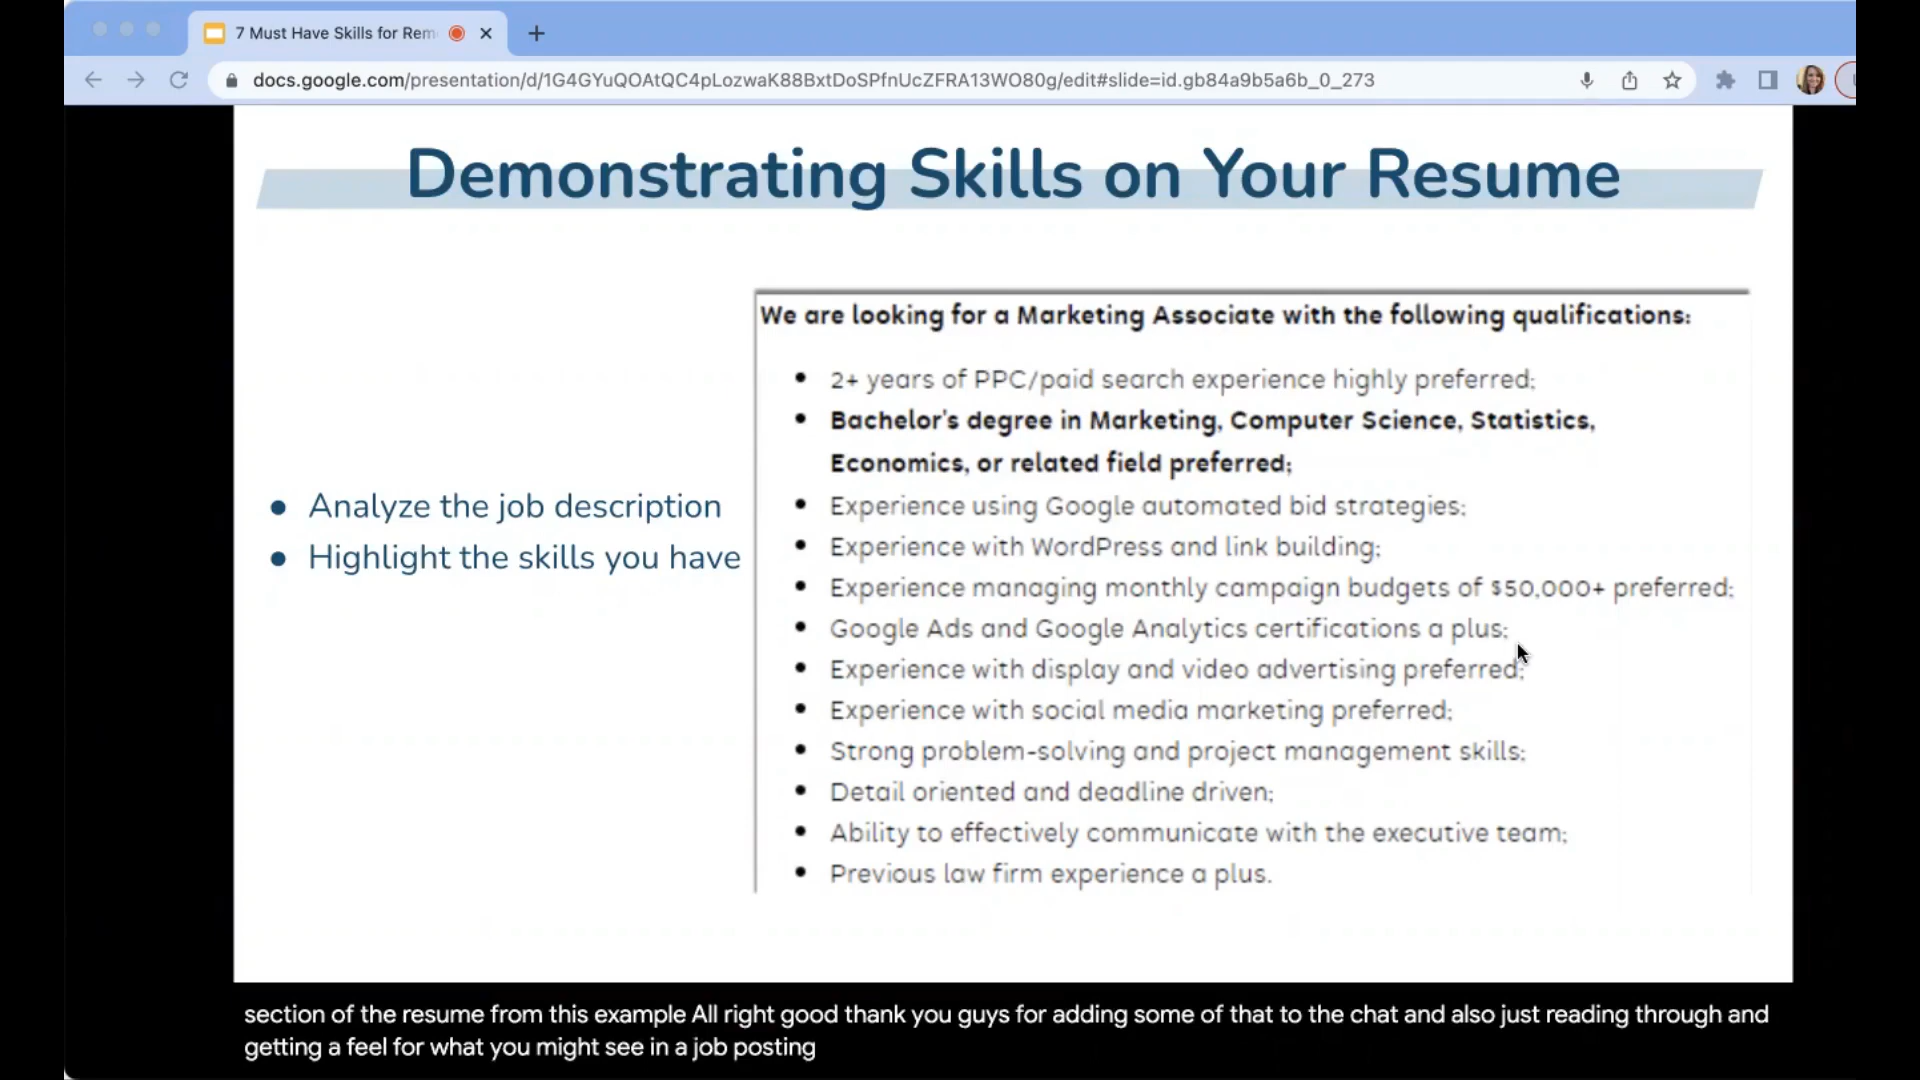 7 Must Have Skills for Rem
docs.google.com/presentation/d/1G4GYuQOAtQC4pLozwaK88BxtDoSPfnUcZFRA13WO80g/edit#slide=id.gb84a9b5a6b_0_273
Demonstrating Skills on Your Resume
● Analyze the job description
● Highlight the skills you have
We are looking for a Marketing Associate with the following qualifications:
• 2+ years of PPC/paid search experience highly preferred;
• Bachelor's degree in Marketing, Computer Science, Statistics,
Economics, or related field preferred;
• Experience using Google automated bid strategies;
• Experience with WordPress and link building;
• Experience managing monthly campaign budgets of $50,000+ preferred;
• Google Ads and Google Analytics certifications a plus;
• Experience with display and video advertising preferred;
• Experience with social media marketing preferred;
• Strong problem-solving and project management skills;
• Detail oriented and deadline driven;
• Ability to effectively communicate with the executive team;
• Previous law firm experience a plus.
section of the resume from this example All right good thank you guys for adding some of that to the chat and also just reading through and
getting a feel for what you might see in a job posting